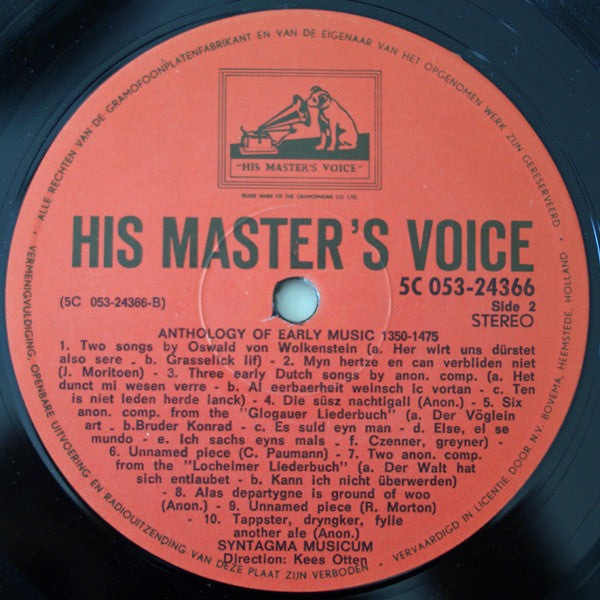 ALLE RECHTEN VAN DE GRAMOFOONPLATENFABRIKANT EN VAN DE EIGENAAR VAN HET OPGENOMEN WERK ZIJN GERESERVEERD
"HIS MASTER'S VOICE"
TRADE MARK OF THE GRAMOPHONE CO LTD.
HIS MASTER'S VOICE
5C 053-24366
(5C 053-24366-B)
Side 2
STEREO
ANTHOLOGY OF EARLY MUSIC 1350-1475
1. Two songs by Oswald von Wolkenstein (a. Her wirt uns dürstet
also sere _ b. Grasselick lif) - 2. Myn hertze en can verbliden niet
(J. Moritoen) - 3. Three early Dutch songs by anon. comp. (a. Het
dunct mi wesen verre - b. Al eerbaerheit weinsch ic vortan - c. Ten
is niet leden herde lanck) - 4. Die süsz nachtigall (Anon.) - 5. Six
anon. comp. from the "Glogauer Liederbuch" (a. Der Vöglein
art _ b.Bruder Konrad - c. Es suld eyn man - d. Else, el se
mundo - e. Ich sachs eyns mals _ f. Czenner, greyner) -
6. Unnamed piece (C. Paumann) - 7. Two anon. comp.
from the "Locheimer Liederbuch" (a. Der Walt hat
sich entlaubet - b. Kann ich nicht überwerden)
- 8. Alas departygne is ground of woo
(Anon.) - 9. Unnamed piece (R. Morton) -
10. Tappster, dryngker, fylle
another ale (Anon.)
SYNTAGMA MUSICUM
Direction: Kees Otten
VERMENIGVULDIGING, OPENBARE UITVOERING EN RADIOUITZENDING VAN DEZE PLAAT ZIJN VERBODEN · VERVAARDIGD IN LICENTIE DOOR N.V. BOVEMA, HEEMSTEDE, HOLLAND